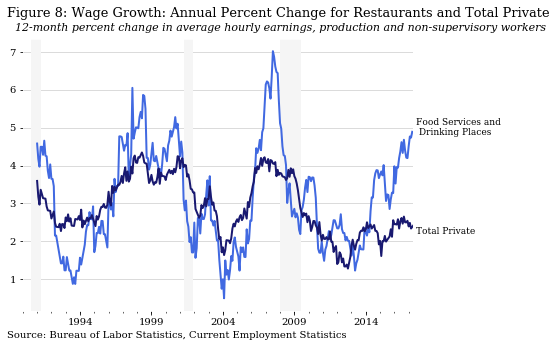 Figure 8: Wage Growth: Annual Percent Change for Restaurants and Total Private
12-month percent change in average hourly earnings, production and non-supervisory workers
7
6
5
4
3
2
1
Food Services and
Drinking Places
Total Private
1994
1999
2004
2009
2014
Source: Bureau of Labor Statistics, Current Employment Statistics